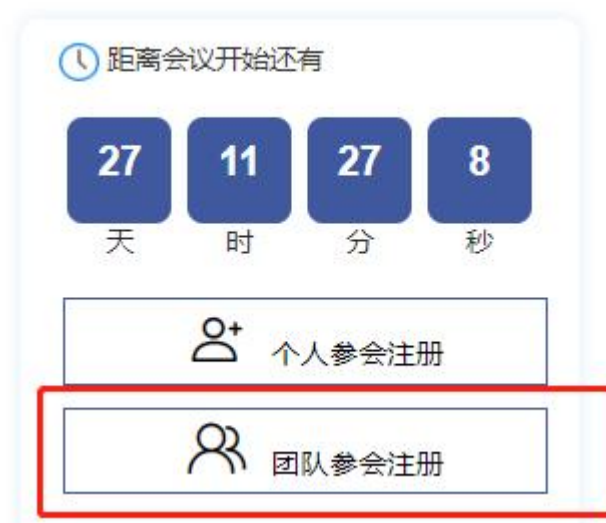 距离会议开始还有
27 11 27 8
天 时 分 秒
个人参会注册
团队参会注册